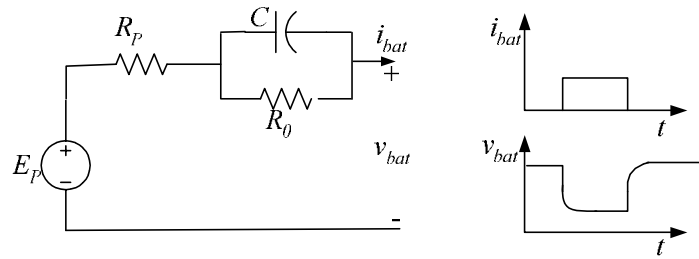 R_P
C
i_bat
+
R_0
E_P
+
−
v_bat
-
i_bat
t
v_bat
t